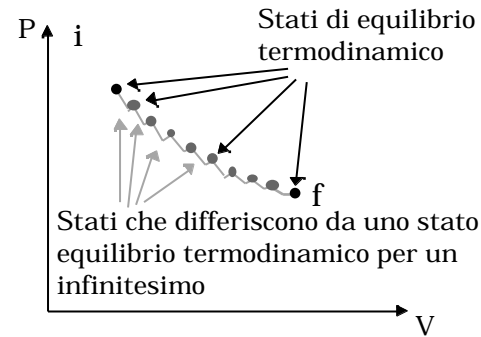 Stati di equilibrio
termodinamico
P
i
f
Stati che differiscono da uno stato
equilibrio termodinamico per un
infinitesimo
V